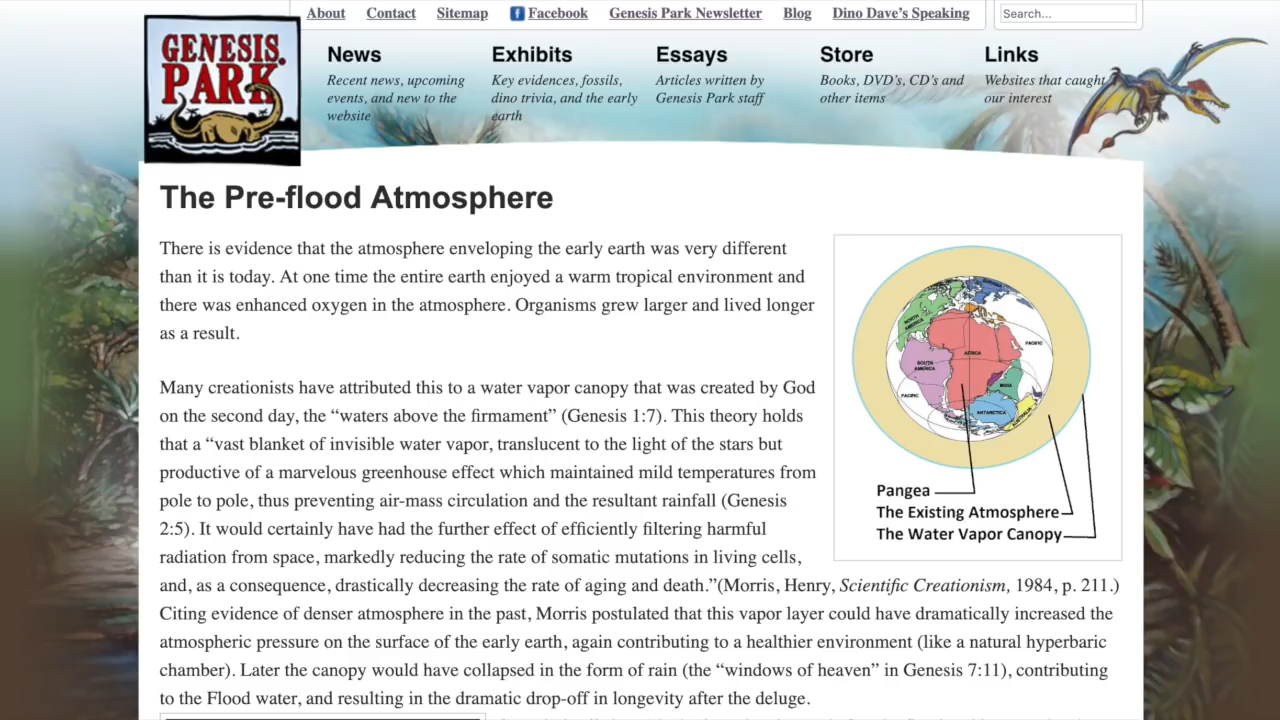 About Contact Sitemap Facebook Genesis Park Newsletter Blog Dino Dave's Speaking Search...
GENESIS
PARK
News Exhibits Essays Store Links
Recent news, upcoming events, and new to the website
Key evidences, fossils, dino trivia, and the early earth
Articles written by Genesis Park staff
Books, DVD's, CD's and other items
Websites that caught our interest
The Pre-flood Atmosphere
There is evidence that the atmosphere enveloping the early earth was very different
than it is today. At one time the entire earth enjoyed a warm tropical environment and
there was enhanced oxygen in the atmosphere. Organisms grew larger and lived longer
as a result.
Many creationists have attributed this to a water vapor canopy that was created by God
on the second day, the “waters above the firmament” (Genesis 1:7). This theory holds
that a “vast blanket of invisible water vapor, translucent to the light of the stars but
productive of a marvelous greenhouse effect which maintained mild temperatures from
pole to pole, thus preventing air-mass circulation and the resultant rainfall (Genesis
2:5). It would certainly have had the further effect of efficiently filtering harmful
radiation from space, markedly reducing the rate of somatic mutations in living cells,
and, as a consequence, drastically decreasing the rate of aging and death.”(Morris, Henry, Scientific Creationism, 1984, p. 211.)
Citing evidence of denser atmosphere in the past, Morris postulated that this vapor layer could have dramatically increased the
atmospheric pressure on the surface of the early earth, again contributing to a healthier environment (like a natural hyperbaric
chamber). Later the canopy would have collapsed in the form of rain (the “windows of heaven” in Genesis 7:11), contributing
to the Flood water, and resulting in the dramatic drop-off in longevity after the deluge.
NORTH
AMERICA
PACIFIC
AFRICA
SOUTH
AMERICA
INDIA
PACIFIC
ANTARCTICA
AUSTRALIA
Pangea
The Existing Atmosphere
The Water Vapor Canopy